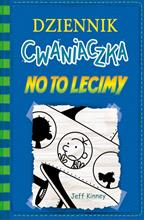 DZIENNIK
CWANIACZKA
NO TO LECIMY
Jeff Kinney